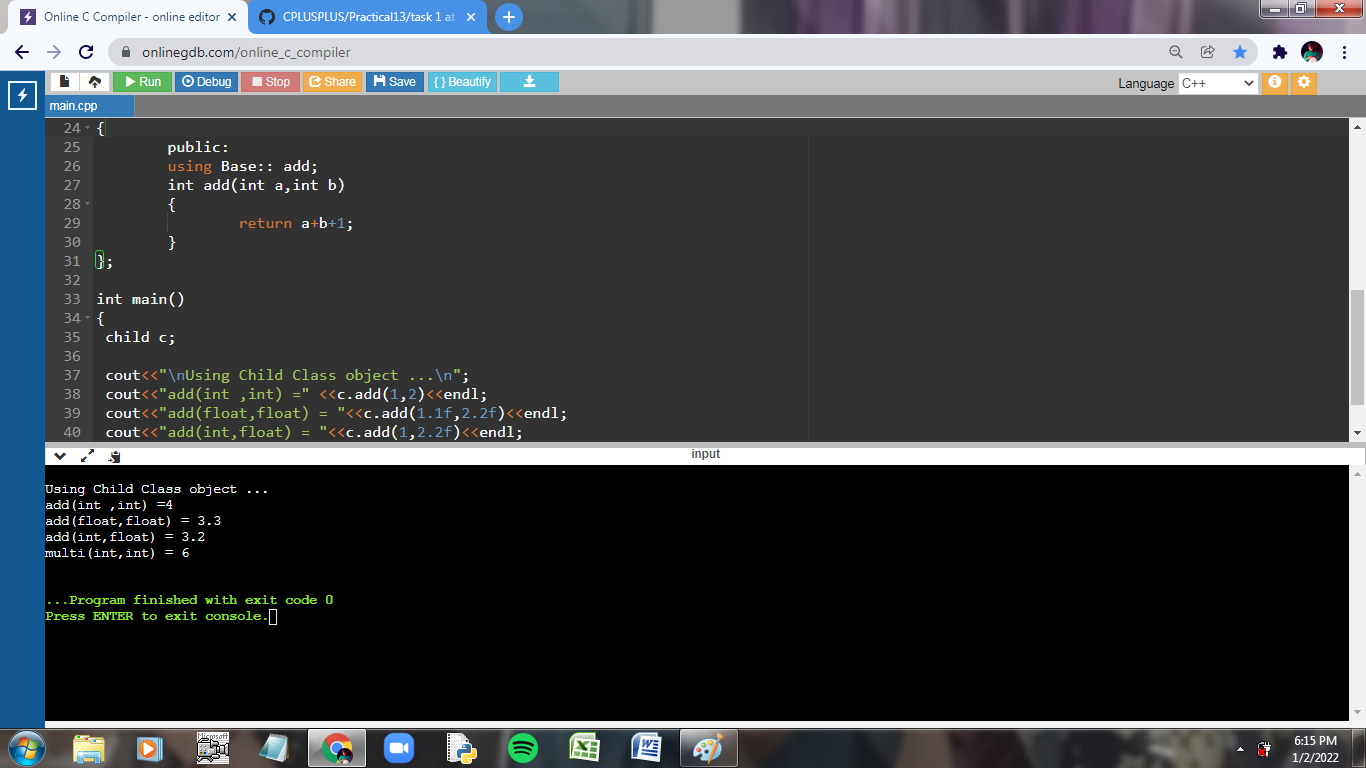 Online C Compiler - online editor
CPLUSPLUS/Practical13/task 1 at
onlinegdb.com/online_c_compiler
Run Debug Stop Share Save { } Beautify
Language C++
main.cpp
24 {
25 public:
26 using Base:: add;
27 int add(int a,int b)
28 {
29 return a+b+1;
30 }
31 };
32
33 int main()
34 {
35 child c;
36
37 cout<<"\nUsing Child Class object ...\n";
38 cout<<"add(int ,int) =" <<c.add(1,2)<<endl;
39 cout<<"add(float,float) = "<<c.add(1.1f,2.2f)<<endl;
40 cout<<"add(int,float) = "<<c.add(1,2.2f)<<endl;
input
Using Child Class object ...
add(int ,int) =4
add(float,float) = 3.3
add(int,float) = 3.2
multi(int,int) = 6
...Program finished with exit code 0
Press ENTER to exit console.
Microsoft
6:15 PM
1/2/2022